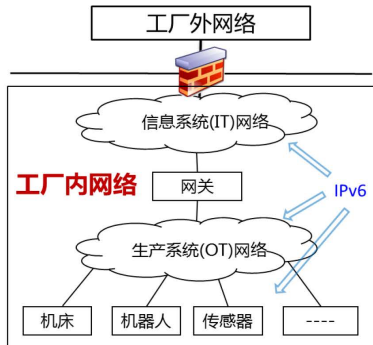 工厂外网络
信息系统(IT)网络
工厂内网络
网关
IPv6
生产系统(OT)网络
机床
机器人
传感器
----